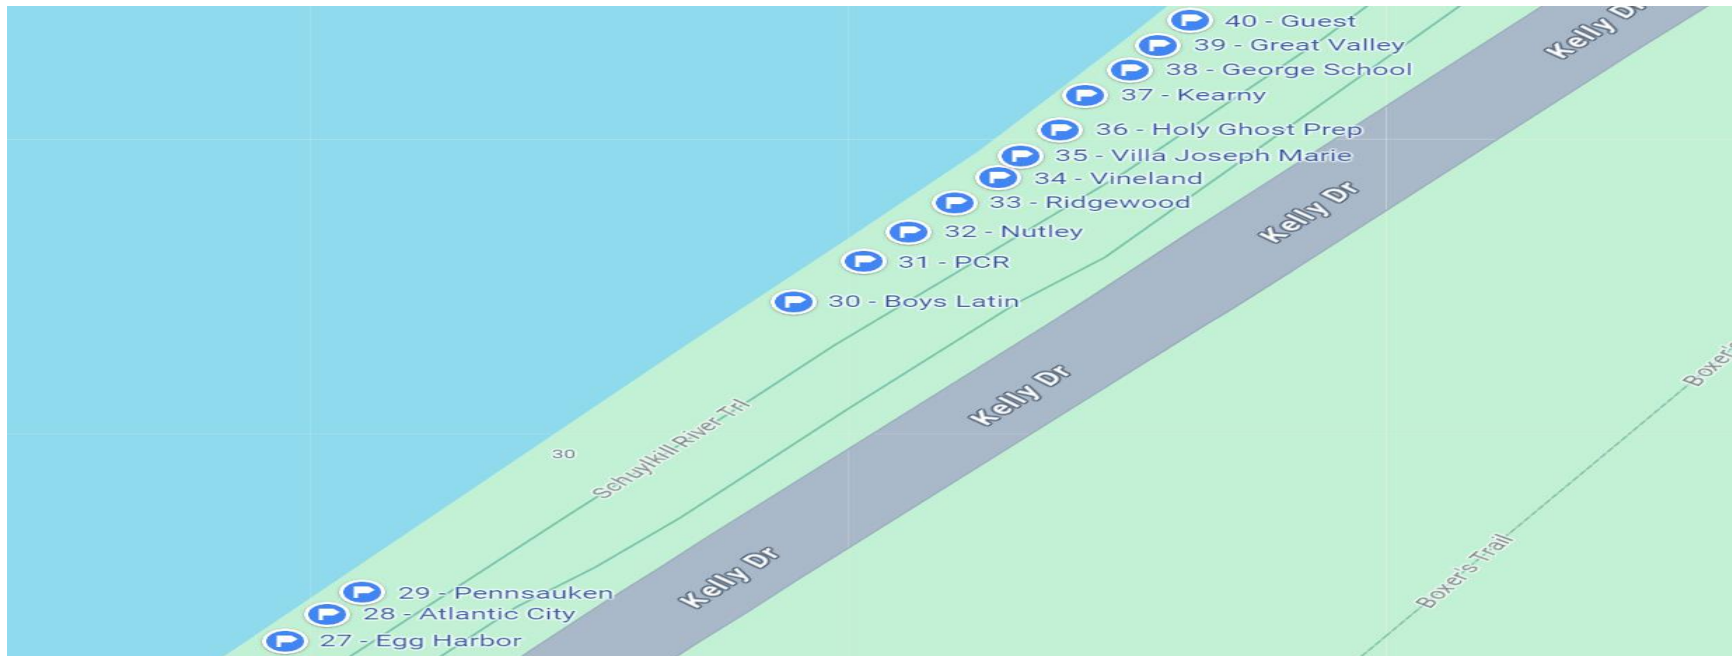 40 - Guest
Kelly Dr
39 - Great Valley
38 - George School
37 - Kearny
36 - Holy Ghost Prep
35 - Villa Joseph Marie
34 - Vineland
33 - Ridgewood
Kelly Dr
32 - Nutley
31 - PCR
30 - Boys Latin
Boxer's
Kelly Dr
Schuylkill River Trl
30
Kelly Dr
Boxer's Trail
29 - Pennsauken
28 - Atlantic City
27 - Egg Harbor